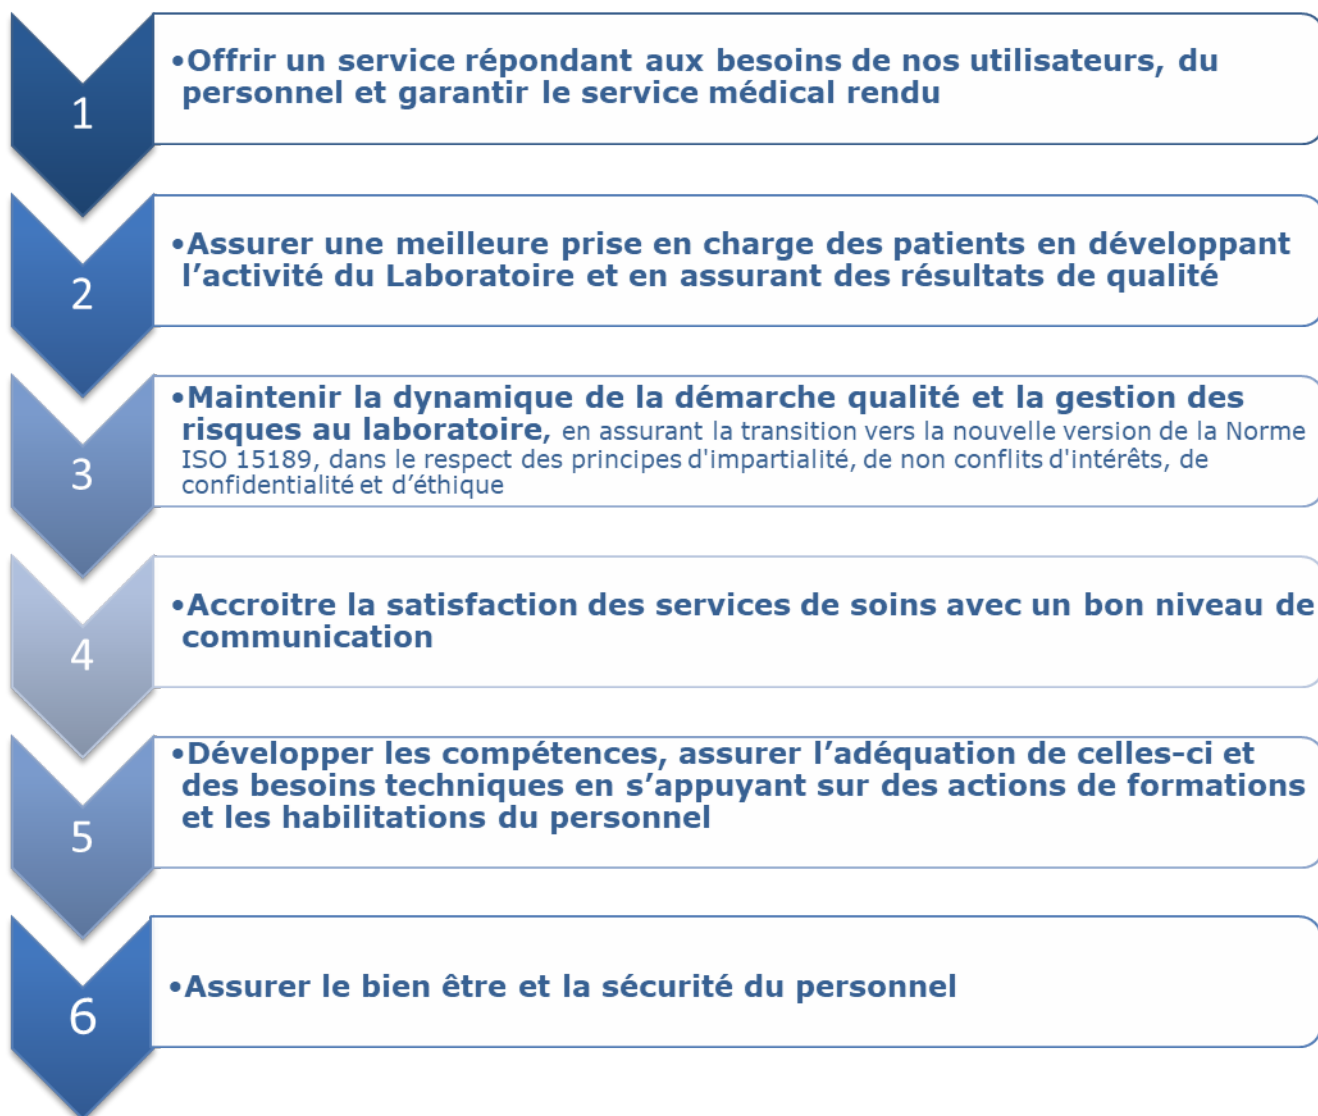 1
•Offrir un service répondant aux besoins de nos utilisateurs, du
personnel et garantir le service médical rendu
2
•Assurer une meilleure prise en charge des patients en développant
l’activité du Laboratoire et en assurant des résultats de qualité
3
•Maintenir la dynamique de la démarche qualité et la gestion des
risques au laboratoire, en assurant la transition vers la nouvelle version de la Norme
ISO 15189, dans le respect des principes d'impartialité, de non conflits d'intérêts, de
confidentialité et d’éthique
4
•Accroitre la satisfaction des services de soins avec un bon niveau de
communication
5
•Développer les compétences, assurer l’adéquation de celles-ci et
des besoins techniques en s’appuyant sur des actions de formations
et les habilitations du personnel
6
•Assurer le bien être et la sécurité du personnel